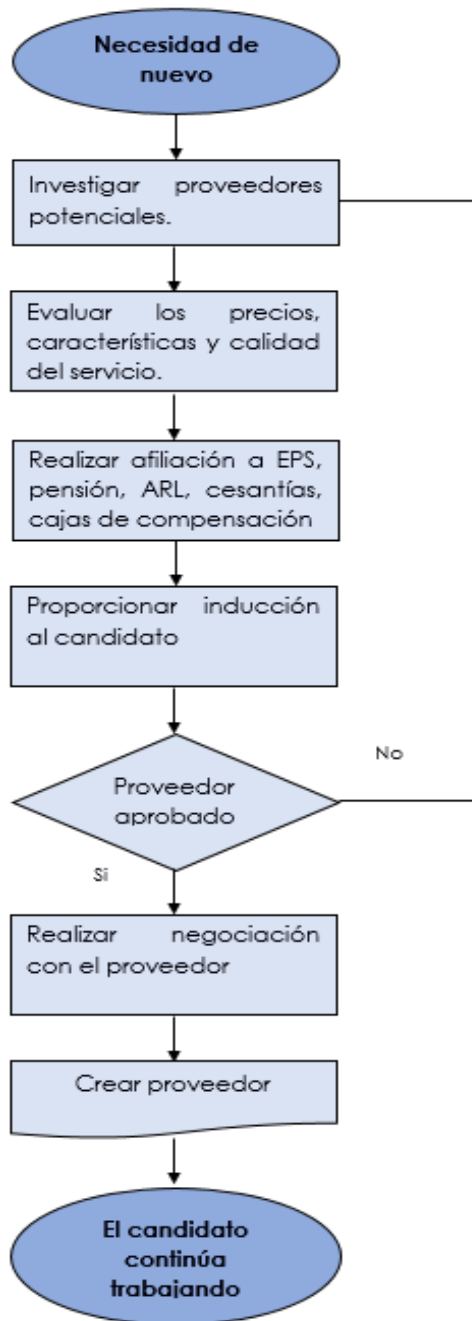 Necesidad de
nuevo
Investigar proveedores
potenciales.
Evaluar los precios,
características y calidad
del servicio.
Realizar afiliación a EPS,
pensión, ARL, cesantías,
cajas de compensación
Proporcionar inducción
al candidato
No
Proveedor
aprobado
Si
Realizar negociación
con el proveedor
Crear proveedor
El candidato
continúa
trabajando